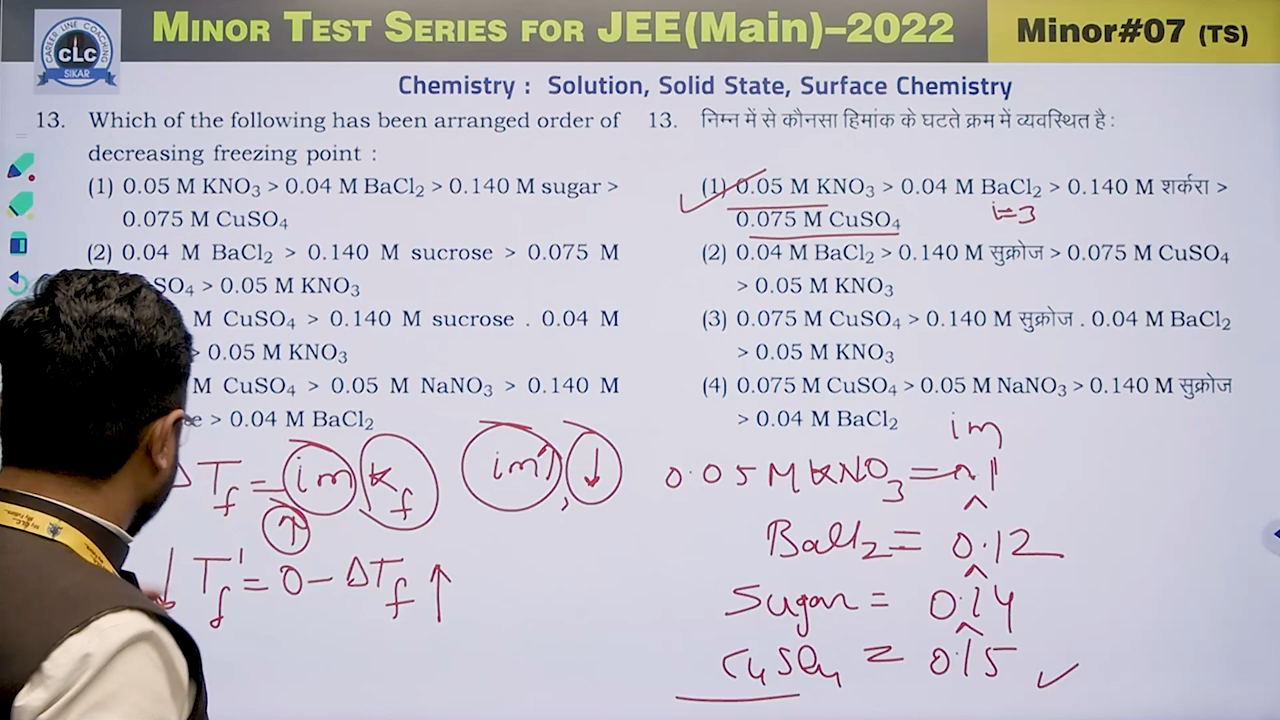 MINOR TEST SERIES FOR JEE(MAIN)–2022
Minor#07 (TS)
CAREER LINE COACHING
CLC
SIKAR
Chemistry : Solution, Solid State, Surface Chemistry
13. Which of the following has been arranged order of
decreasing freezing point :
(1) 0.05 M KNO₃ > 0.04 M BaCl₂ > 0.140 M sugar >
0.075 M CuSO₄
(2) 0.04 M BaCl₂ > 0.140 M sucrose > 0.075 M
SO₄ > 0.05 M KNO₃
M CuSO₄ > 0.140 M sucrose . 0.04 M
> 0.05 M KNO₃
M CuSO₄ > 0.05 M NaNO₃ > 0.140 M
e > 0.04 M BaCl₂
13. निम्न में से कौनसा हिमांक के घटते क्रम में व्यवस्थित है :
(1) 0.05 M KNO₃ > 0.04 M BaCl₂ > 0.140 M शर्करा >
0.075 M CuSO₄
i=3
(2) 0.04 M BaCl₂ > 0.140 M सुक्रोज > 0.075 M CuSO₄
> 0.05 M KNO₃
(3) 0.075 M CuSO₄ > 0.140 M सुक्रोज . 0.04 M BaCl₂
> 0.05 M KNO₃
(4) 0.075 M CuSO₄ > 0.05 M NaNO₃ > 0.140 M सुक्रोज
> 0.04 M BaCl₂
T_f = im k_f (im↑), ↓
↑
↓ T_f' = 0 – ΔT_f ↑
im
0.05 M KNO₃ =
BaCl₂ = 0.12
Sugar = 0.14
CuSO₄ = 0.15 ✓